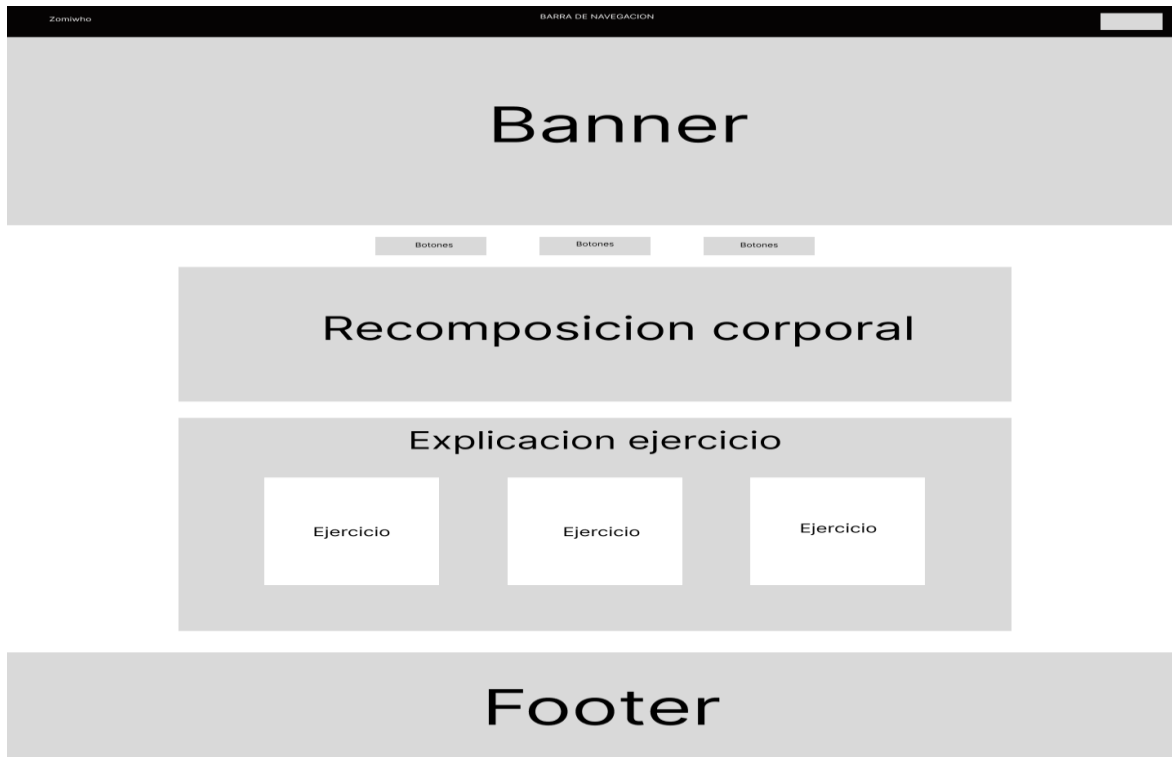 Zomiwho
BARRA DE NAVEGACION
Banner
Botones
Botones
Botones
Recomposicion corporal
Explicacion ejercicio
Ejercicio
Ejercicio
Ejercicio
Footer